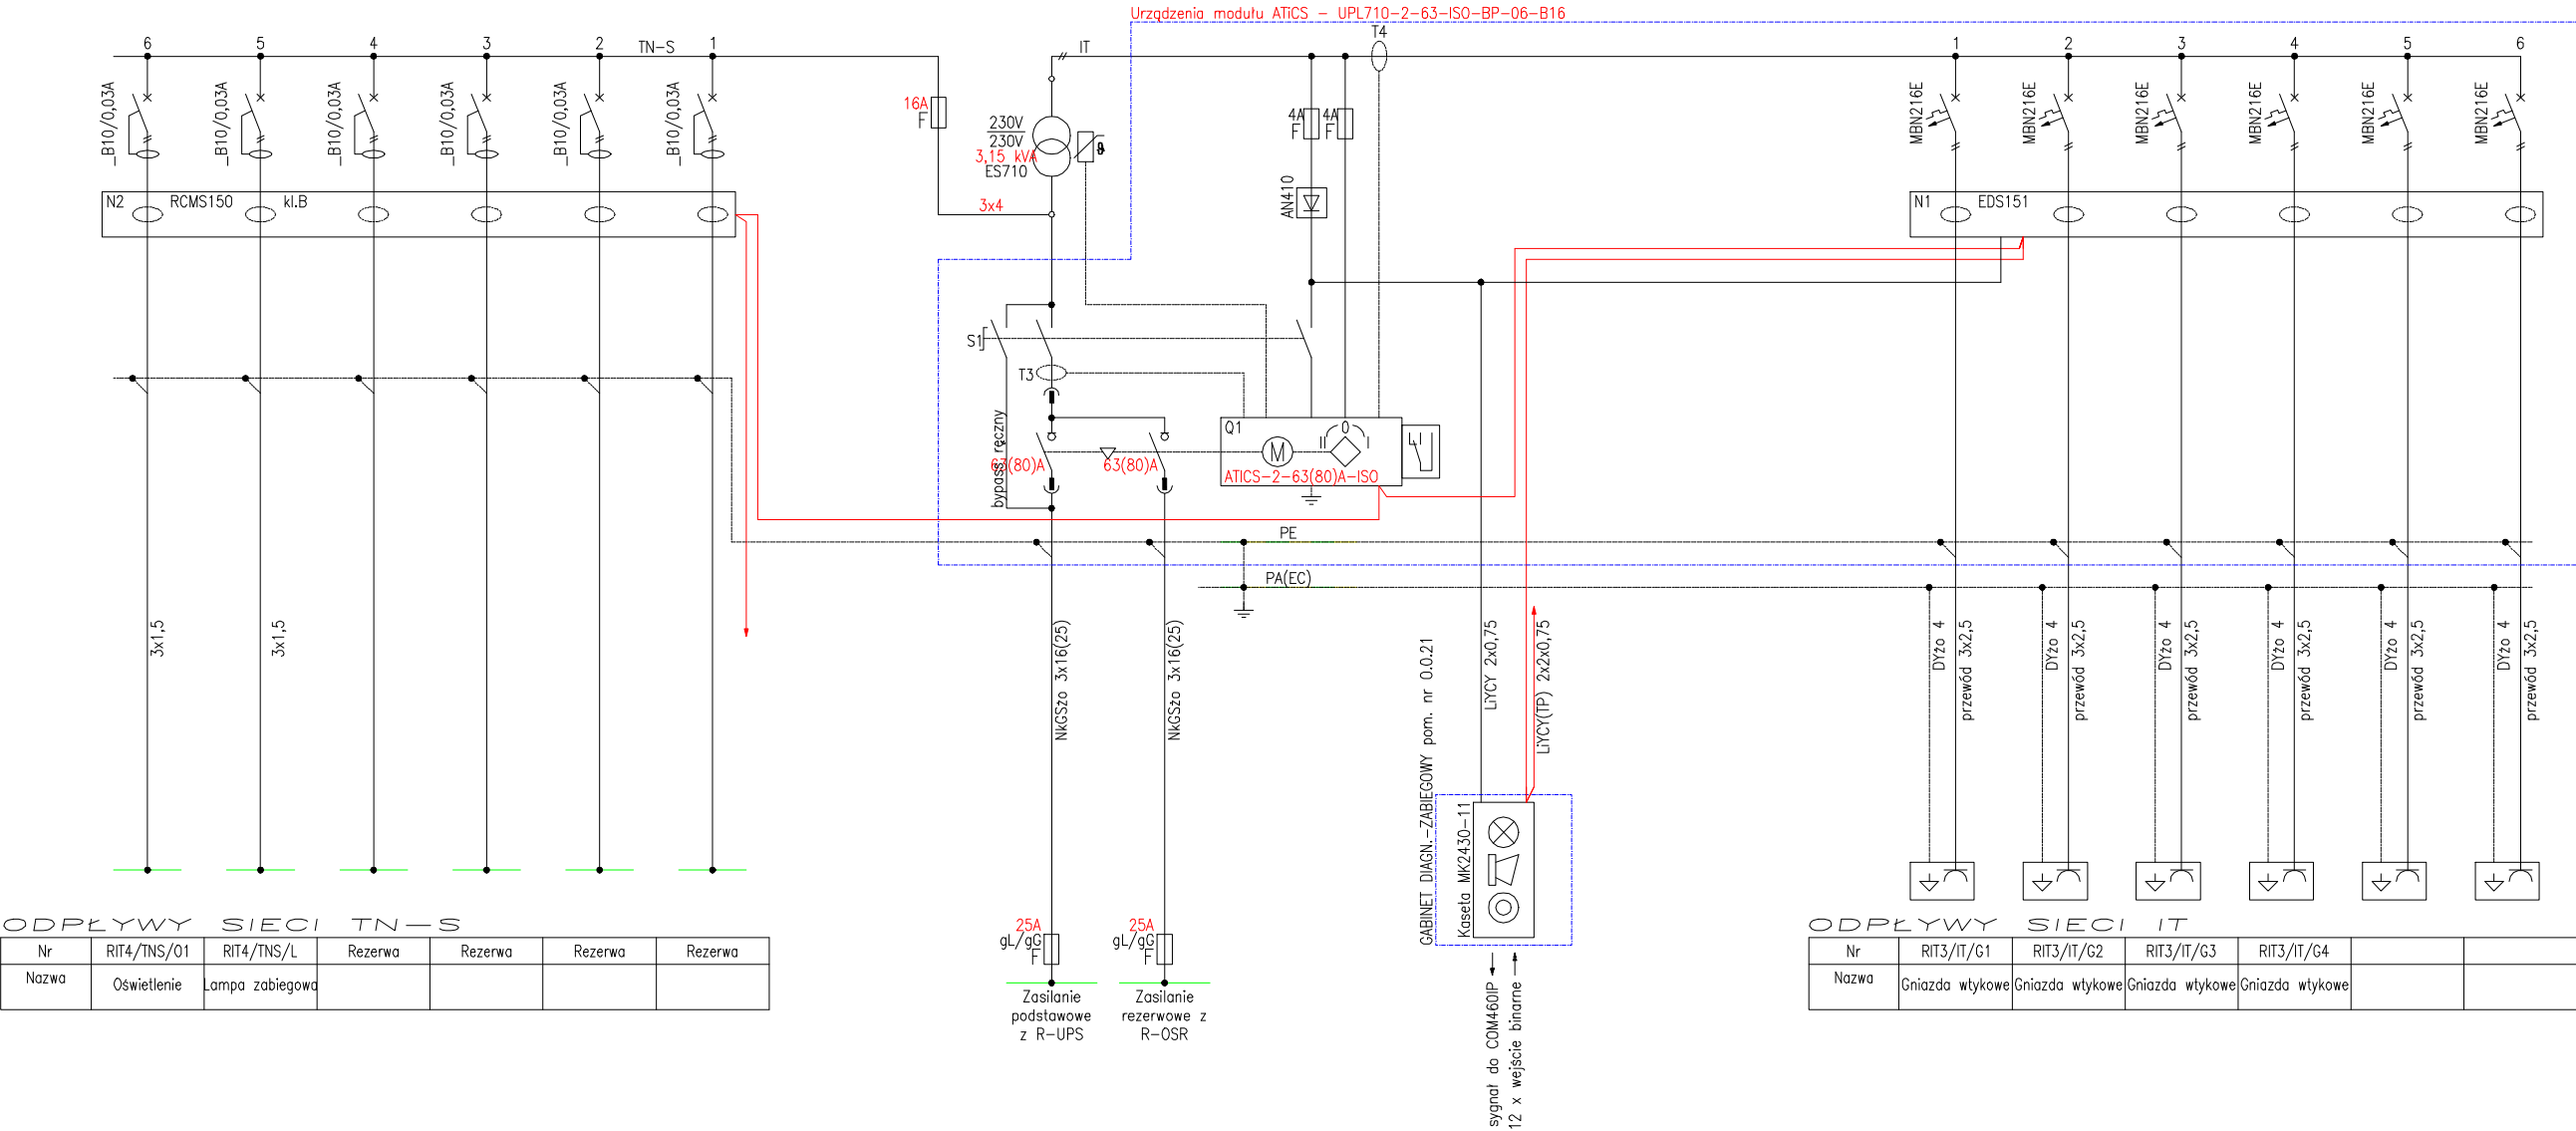 Urządzenia modułu ATiCS - UPL710-2-63-ISO-BP-06-B16
6 5 4 3 2 TN-S 1
IT
T4
1 2 3 4 5 6
_B10/0,03A
_B10/0,03A
_B10/0,03A
_B10/0,03A
_B10/0,03A
_B10/0,03A
16A
F
230V
230V
3,15 kVA
ES710
ϑ
4A
F
4A
F
MBN216E
MBN216E
MBN216E
MBN216E
MBN216E
MBN216E
N2 RCMS150 kl.B
3x4
AN410
N1 EDS151
S1
T3
bypass ręczny
63(80)A
63(80)A
Q1
M
II 0 I
ATICS-2-63(80)A-ISO
PE
PA(EC)
3x1,5
3x1,5
NkGSżo 3x16(25)
NkGSżo 3x16(25)
GABINET DIAGN.-ZABIEGOWY pom. nr 0.0.21
LiYCY 2x0,75
LiYCY(TP) 2x2x0,75
Kaseta MK2430-11
DYżo 4
przewód 3x2,5
DYżo 4
przewód 3x2,5
DYżo 4
przewód 3x2,5
DYżo 4
przewód 3x2,5
DYżo 4
przewód 3x2,5
DYżo 4
przewód 3x2,5
25A
gL/gG
F
25A
gL/gG
F
Zasilanie
podstawowe
z R-UPS
Zasilanie
rezerwowe z
R-OSR
sygnał do COM460IP
12 x wejście binarne
ODPŁYWY SIECI TN-S
Nr RIT4/TNS/O1 RIT4/TNS/L Rezerwa Rezerwa Rezerwa Rezerwa
Nazwa Oświetlenie Lampa zabiegowa
ODPŁYWY SIECI IT
Nr RIT3/IT/G1 RIT3/IT/G2 RIT3/IT/G3 RIT3/IT/G4
Nazwa Gniazda wtykowe Gniazda wtykowe Gniazda wtykowe Gniazda wtykowe